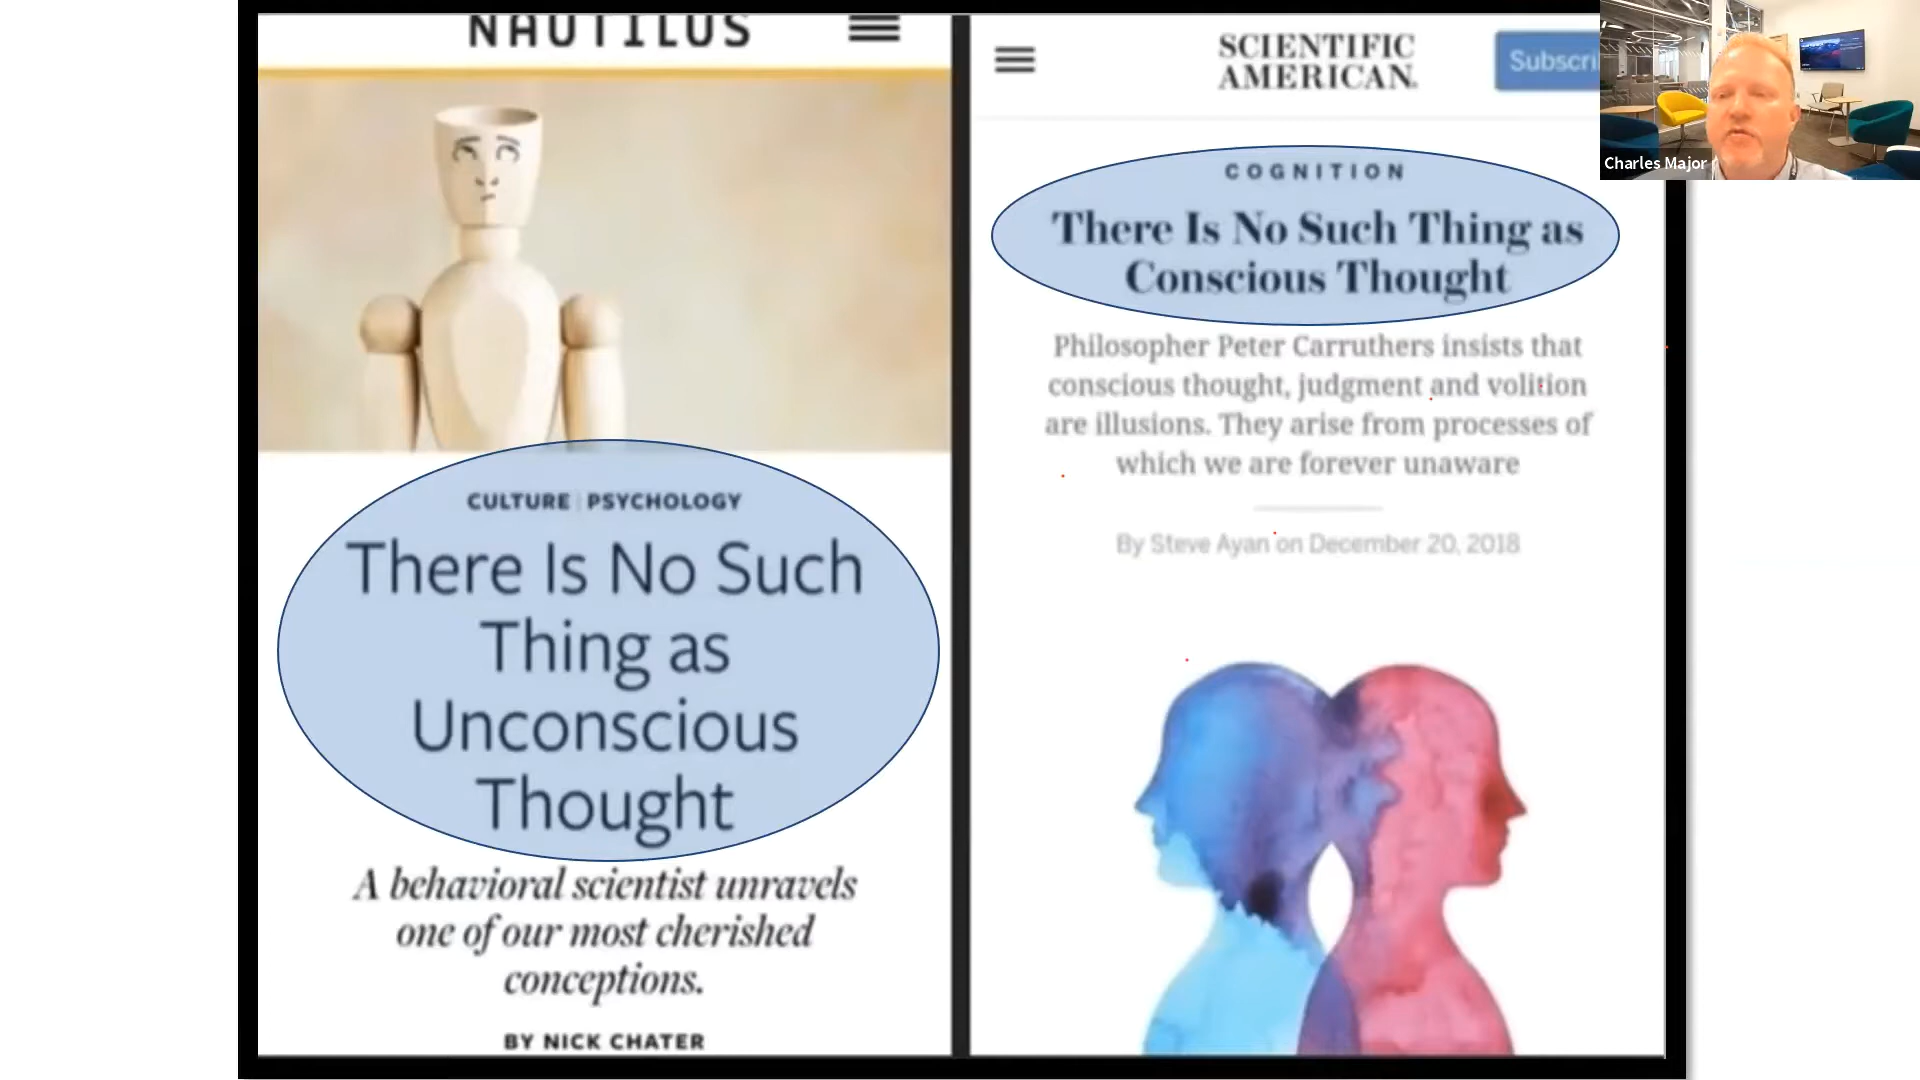 NAUTILUS
CULTURE | PSYCHOLOGY
There Is No Such
Thing as
Unconscious
Thought
A behavioral scientist unravels
one of our most cherished
conceptions.
BY NICK CHATER
SCIENTIFIC
AMERICAN.
Subscri
COGNITION
There Is No Such Thing as
Conscious Thought
Philosopher Peter Carruthers insists that
conscious thought, judgment and volition
are illusions. They arise from processes of
which we are forever unaware
By Steve Ayan on December 20, 2018
Charles Major